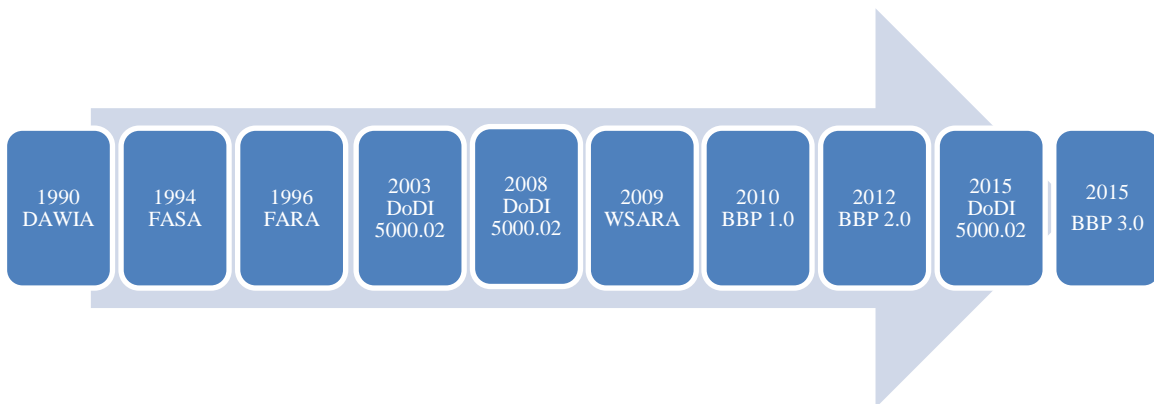 1990
DAWIA
1994
FASA
1996
FARA
2003
DoDI
5000.02
2008
DoDI
5000.02
2009
WSARA
2010
BBP 1.0
2012
BBP 2.0
2015
DoDI
5000.02
2015
BBP 3.0